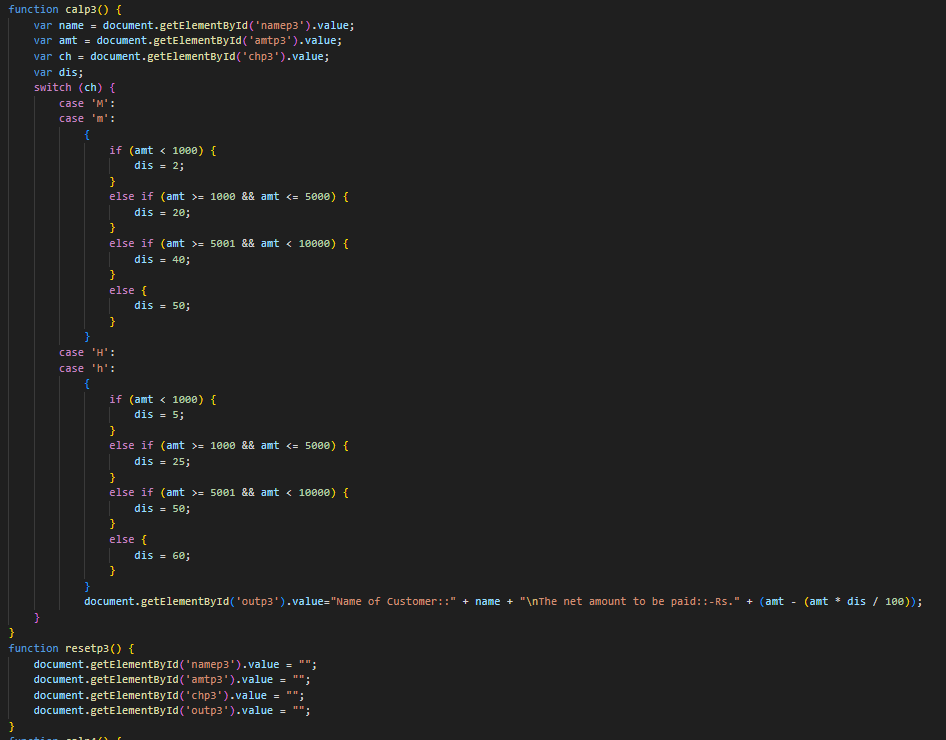 function calp3() {
    var name = document.getElementById('namep3').value;
    var amt = document.getElementById('amtp3').value;
    var ch = document.getElementById('chp3').value;
    var dis;
    switch (ch) {
        case 'M':
        case 'm':
            {
                if (amt < 1000) {
                    dis = 2;
                }
                else if (amt >= 1000 && amt <= 5000) {
                    dis = 20;
                }
                else if (amt >= 5001 && amt < 10000) {
                    dis = 40;
                }
                else {
                    dis = 50;
                }
            }
        case 'H':
        case 'h':
            {
                if (amt < 1000) {
                    dis = 5;
                }
                else if (amt >= 1000 && amt <= 5000) {
                    dis = 25;
                }
                else if (amt >= 5001 && amt < 10000) {
                    dis = 50;
                }
                else {
                    dis = 60;
                }
            }
            document.getElementById('outp3').value="Name of Customer::" + name + "\nThe net amount to be paid::-Rs." + (amt - (amt * dis / 100));
    }
}
function resetp3() {
    document.getElementById('namep3').value = "";
    document.getElementById('amtp3').value = "";
    document.getElementById('chp3').value = "";
    document.getElementById('outp3').value = "";
}